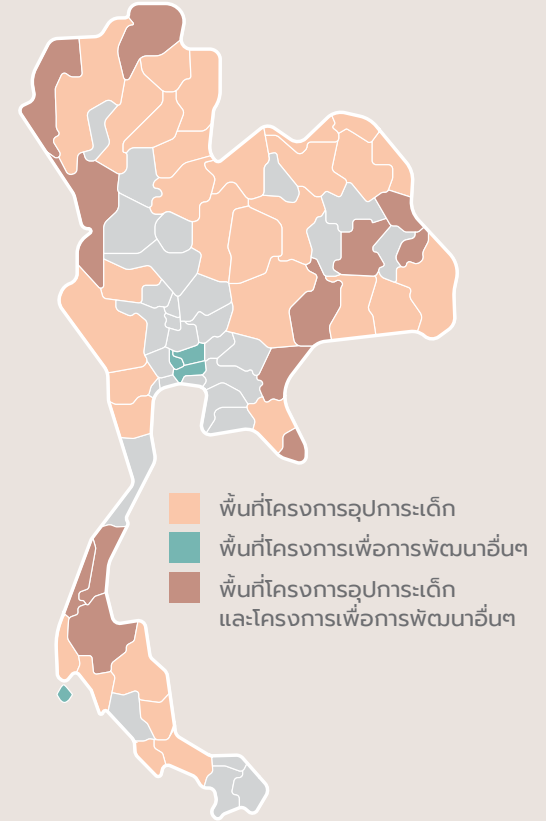 พื้นที่โครงการอุปการะเด็ก
พื้นที่โครงการเพื่อการพัฒนาอื่นๆ
พื้นที่โครงการอุปการะเด็ก
และโครงการเพื่อการพัฒนาอื่นๆ